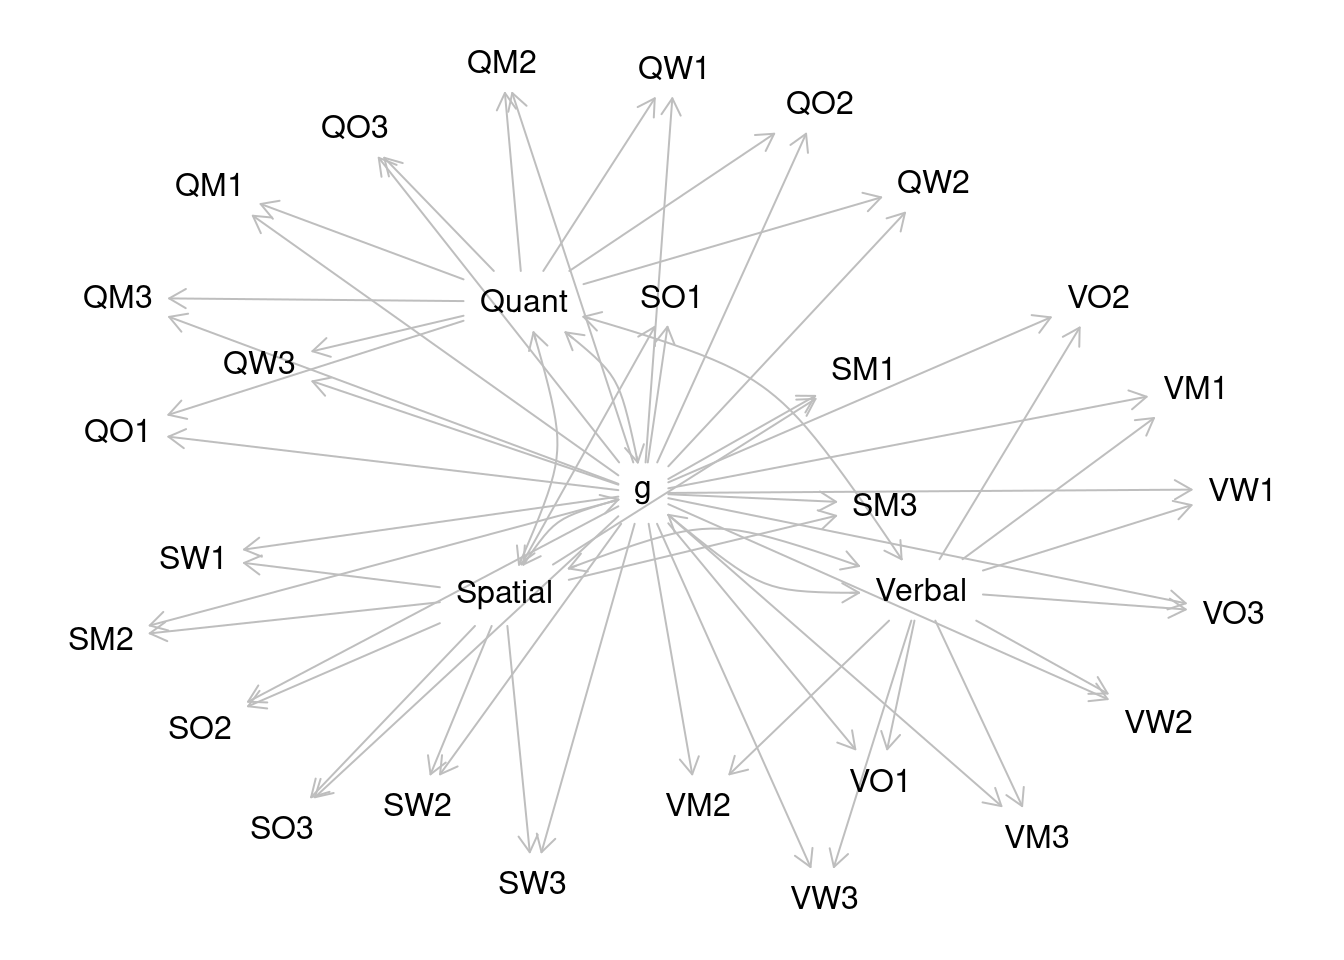 QM2
QW1
QO2
QO3
QM1
QW2
QM3
Quant
SO1
VO2
QW3
SM1
VM1
QO1
g
VW1
SM3
SW1
Spatial
Verbal
VO3
SM2
SO2
VW2
VO1
SW2
VM2
SO3
VM3
SW3
VW3